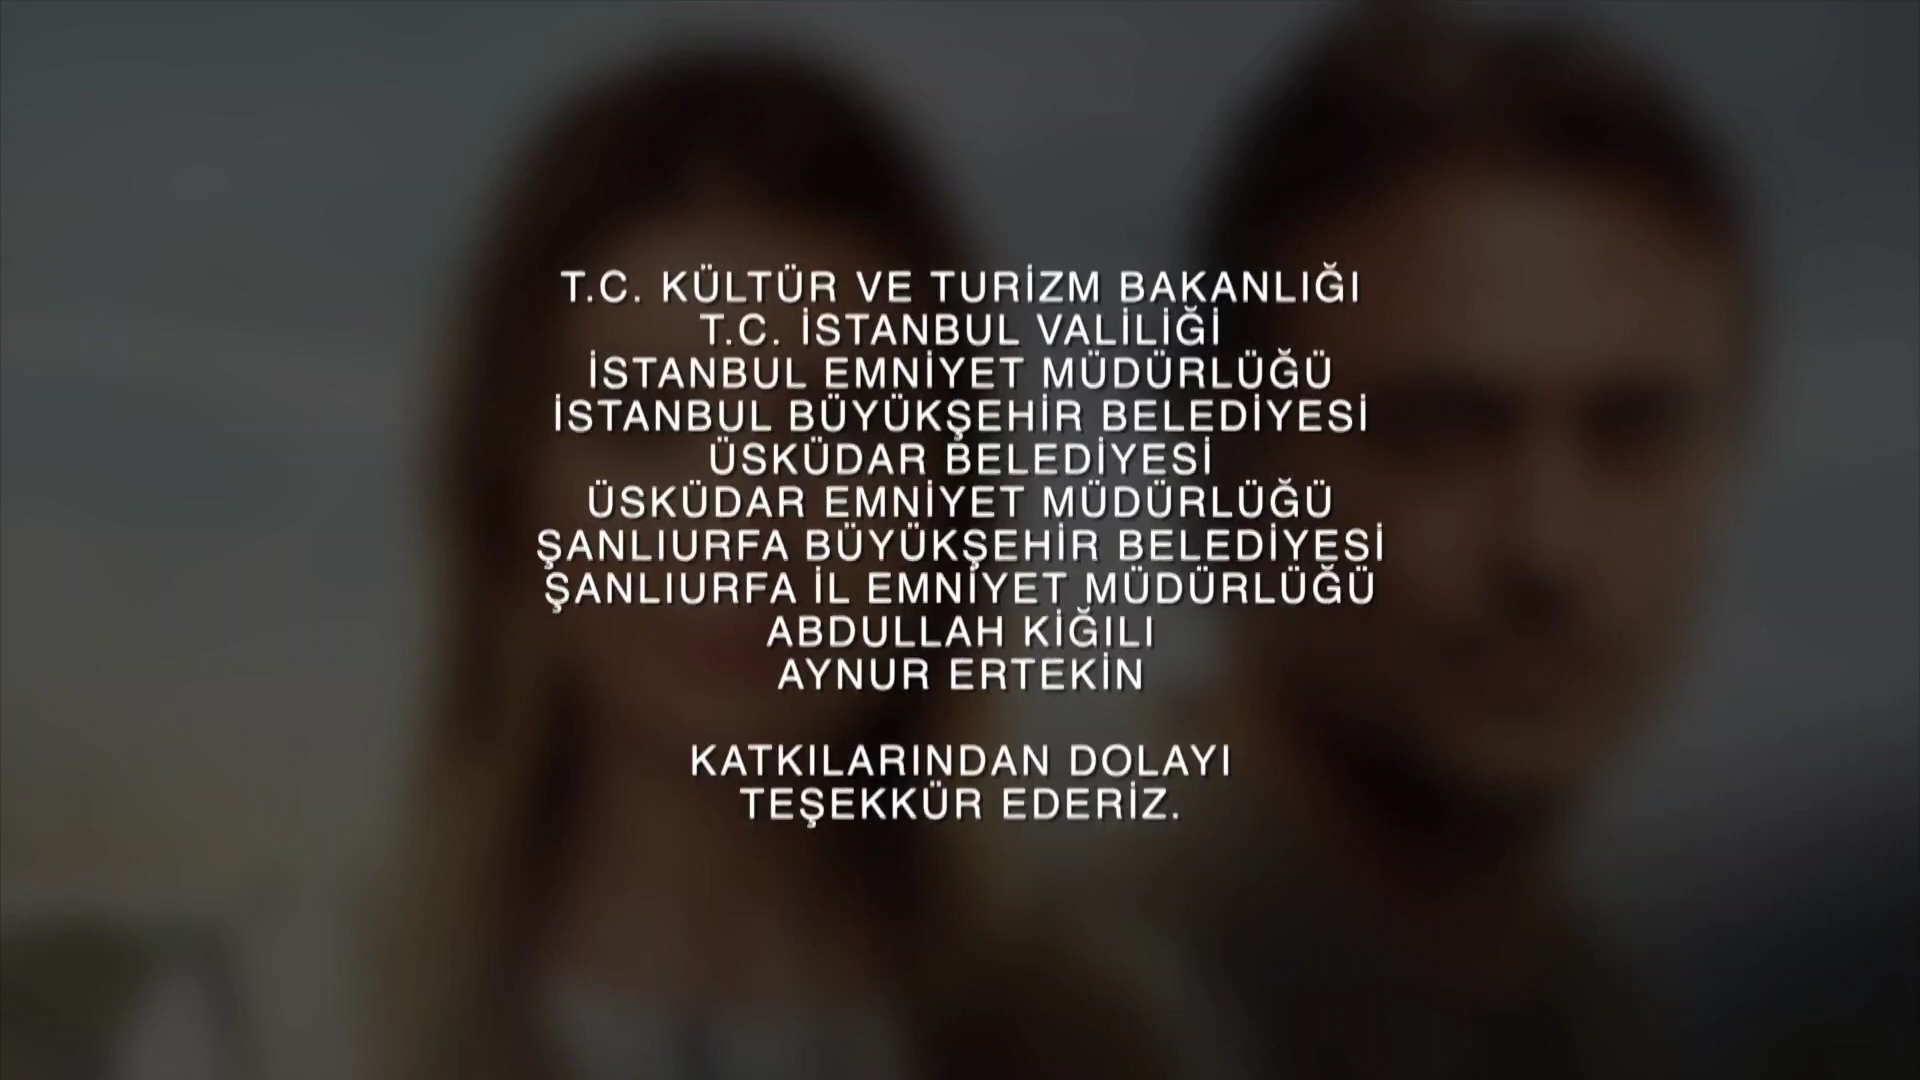 T.C. KÜLTÜR VE TURİZM BAKANLIĞI
T.C. İSTANBUL VALİLİĞİ
İSTANBUL EMNİYET MÜDÜRLÜĞÜ
İSTANBUL BÜYÜKŞEHİR BELEDİYESİ
ÜSKÜDAR BELEDİYESİ
ÜSKÜDAR EMNİYET MÜDÜRLÜĞÜ
ŞANLIURFA BÜYÜKŞEHİR BELEDİYESİ
ŞANLIURFA İL EMNİYET MÜDÜRLÜĞÜ
ABDULLAH KİĞILI
AYNUR ERTEKİN
KATKILARINDAN DOLAYI
TEŞEKKÜR EDERİZ.